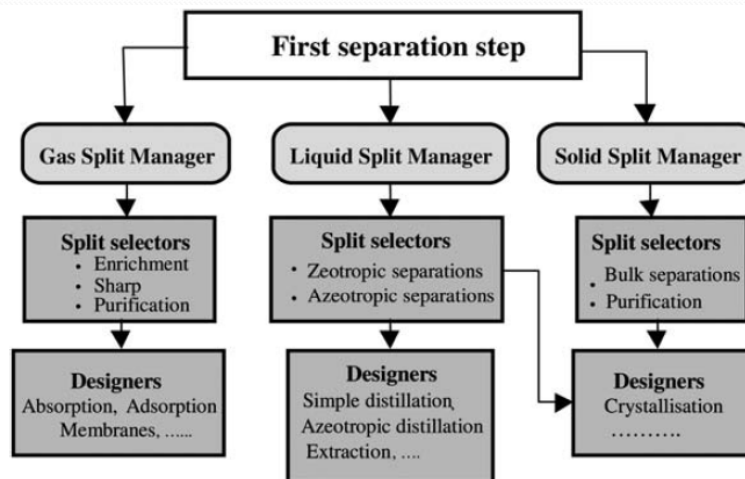 First separation step
Gas Split Manager
Liquid Split Manager
Solid Split Manager
Split selectors
• Enrichment
• Sharp
• Purification
Split selectors
• Zeotropic separations
• Azeotropic separations
Split selectors
• Bulk separations
• Purification
Designers
Absorption, Adsorption
Membranes, ......
Designers
Simple distillation,
Azeotropic distillation
Extraction, ....
Designers
Crystallisation
..........